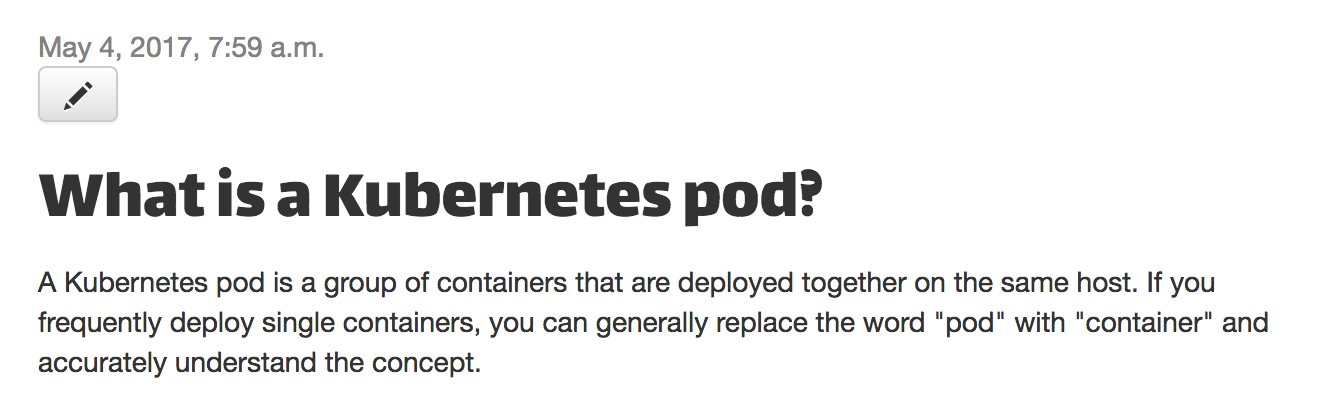 May 4, 2017, 7:59 a.m.
What is a Kubernetes pod?
A Kubernetes pod is a group of containers that are deployed together on the same host. If you
frequently deploy single containers, you can generally replace the word "pod" with "container" and
accurately understand the concept.